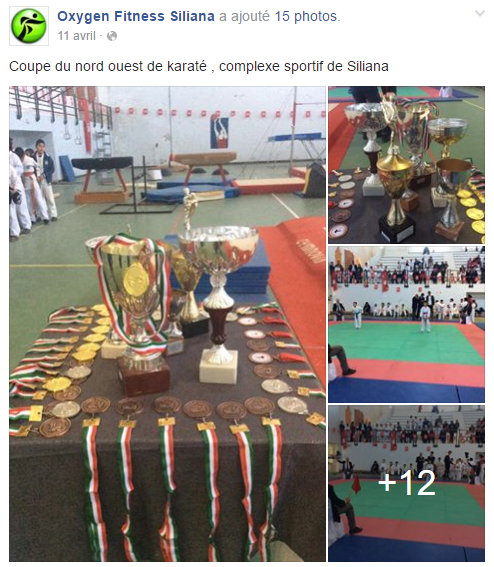 Oxygen Fitness Siliana a ajouté 15 photos.
11 avril ·
Coupe du nord ouest de karaté , complexe sportif de Siliana
+12